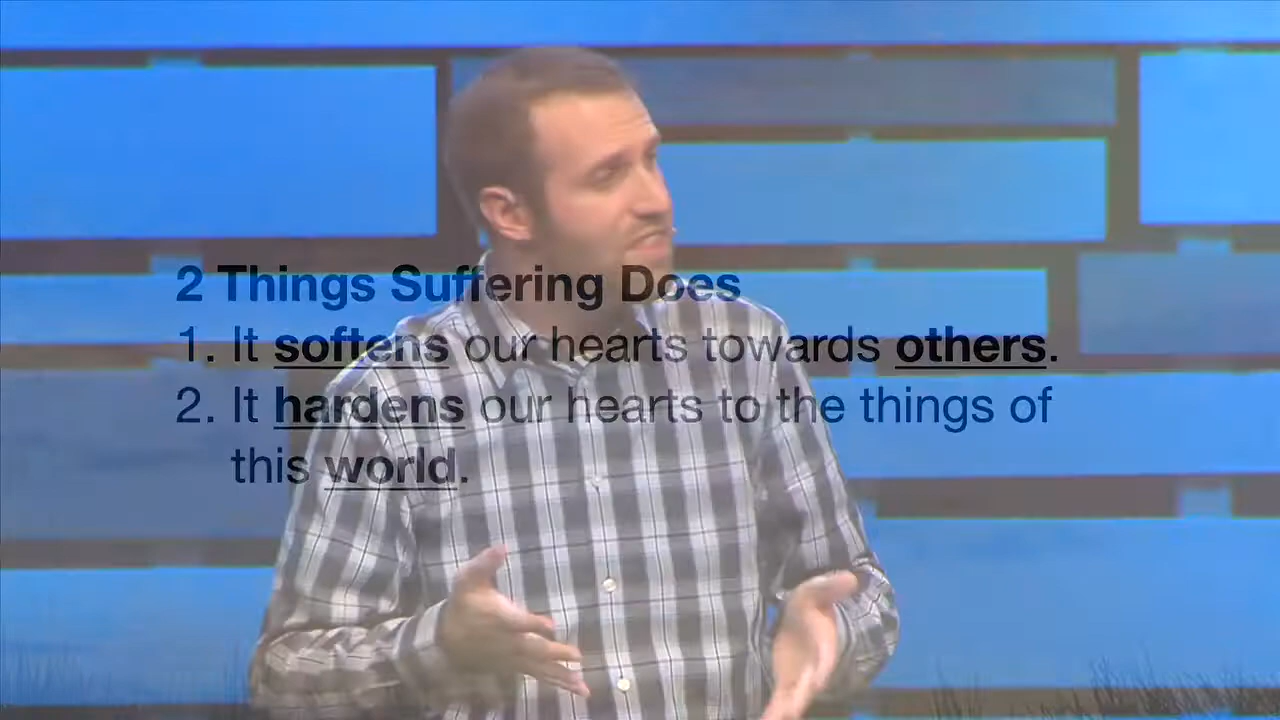 2 Things Suffering Does
1. It softens our hearts towards others.
2. It hardens our hearts to the things of
this world.